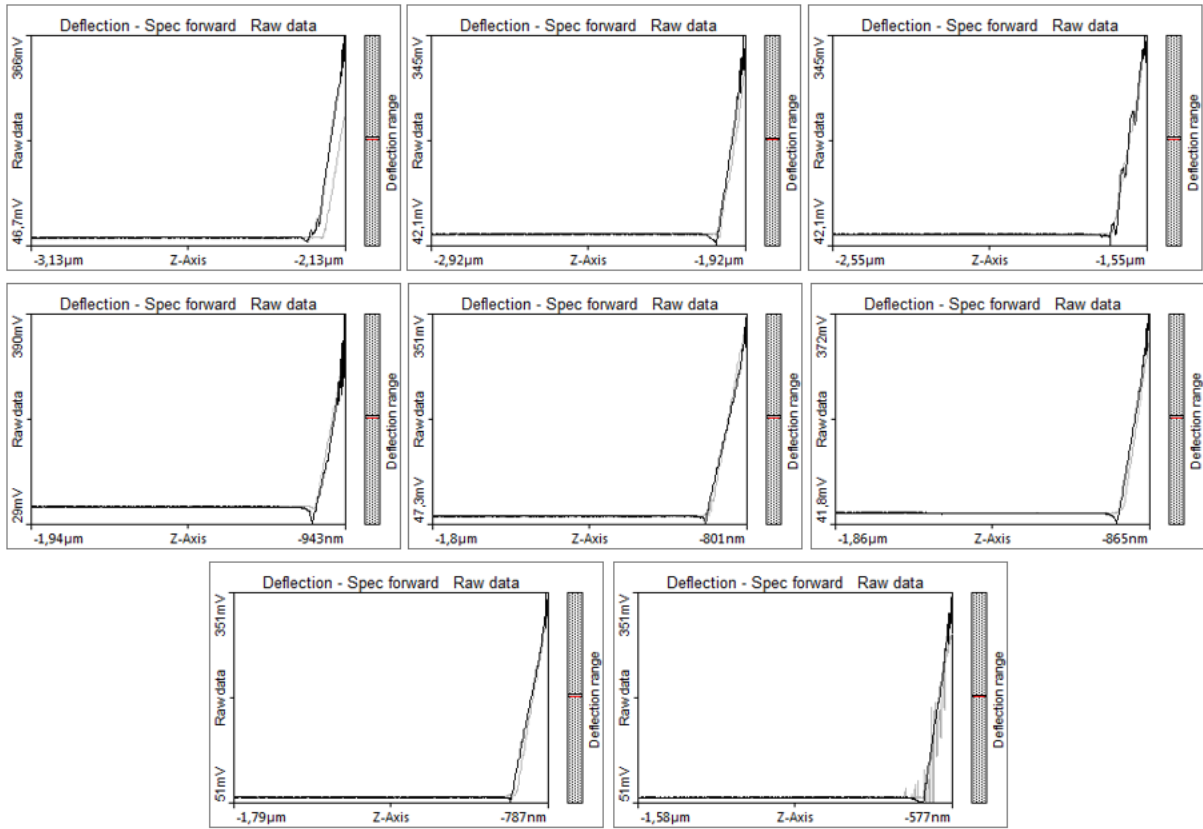 Deflection - Spec forward Raw data
366mV
Raw data
46,7mV
-3,13µm
Z-Axis
-2,13µm
Deflection range
Deflection - Spec forward Raw data
345mV
Raw data
42,1mV
-2,92µm
Z-Axis
-1,92µm
Deflection range
Deflection - Spec forward Raw data
345mV
Raw data
42,1mV
-2,55µm
Z-Axis
-1,55µm
Deflection range
Deflection - Spec forward Raw data
390mV
Raw data
29mV
-1,94µm
Z-Axis
-943nm
Deflection range
Deflection - Spec forward Raw data
351mV
Raw data
47,3mV
-1,8µm
Z-Axis
-801nm
Deflection range
Deflection - Spec forward Raw data
372mV
Raw data
41,8mV
-1,86µm
Z-Axis
-865nm
Deflection range
Deflection - Spec forward Raw data
351mV
Raw data
51mV
-1,79µm
Z-Axis
-787nm
Deflection range
Deflection - Spec forward Raw data
351mV
Raw data
51mV
-1,58µm
Z-Axis
-577nm
Deflection range